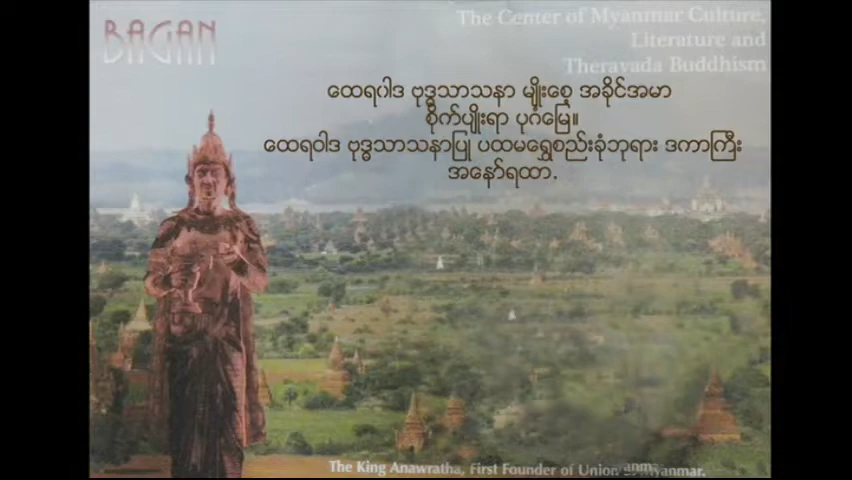 BAGAN
The Center of Myanmar Culture,
Literature and
Theravada Buddhism
ထေရဂါဒ ဗုဒ္ဓသာသနာ မျိုးစေ့ အခိုင်အမာ
စိုက်ပျိုးရာ ပုဂံမြေ။
ထေရဝါဒ ဗုဒ္ဓသာသနာပြု ပထမရွှေစည်းခုံဘုရား ဒကာကြီး
အနော်ရထာ.
The King Anawratha, First Founder of Union Myanmar.